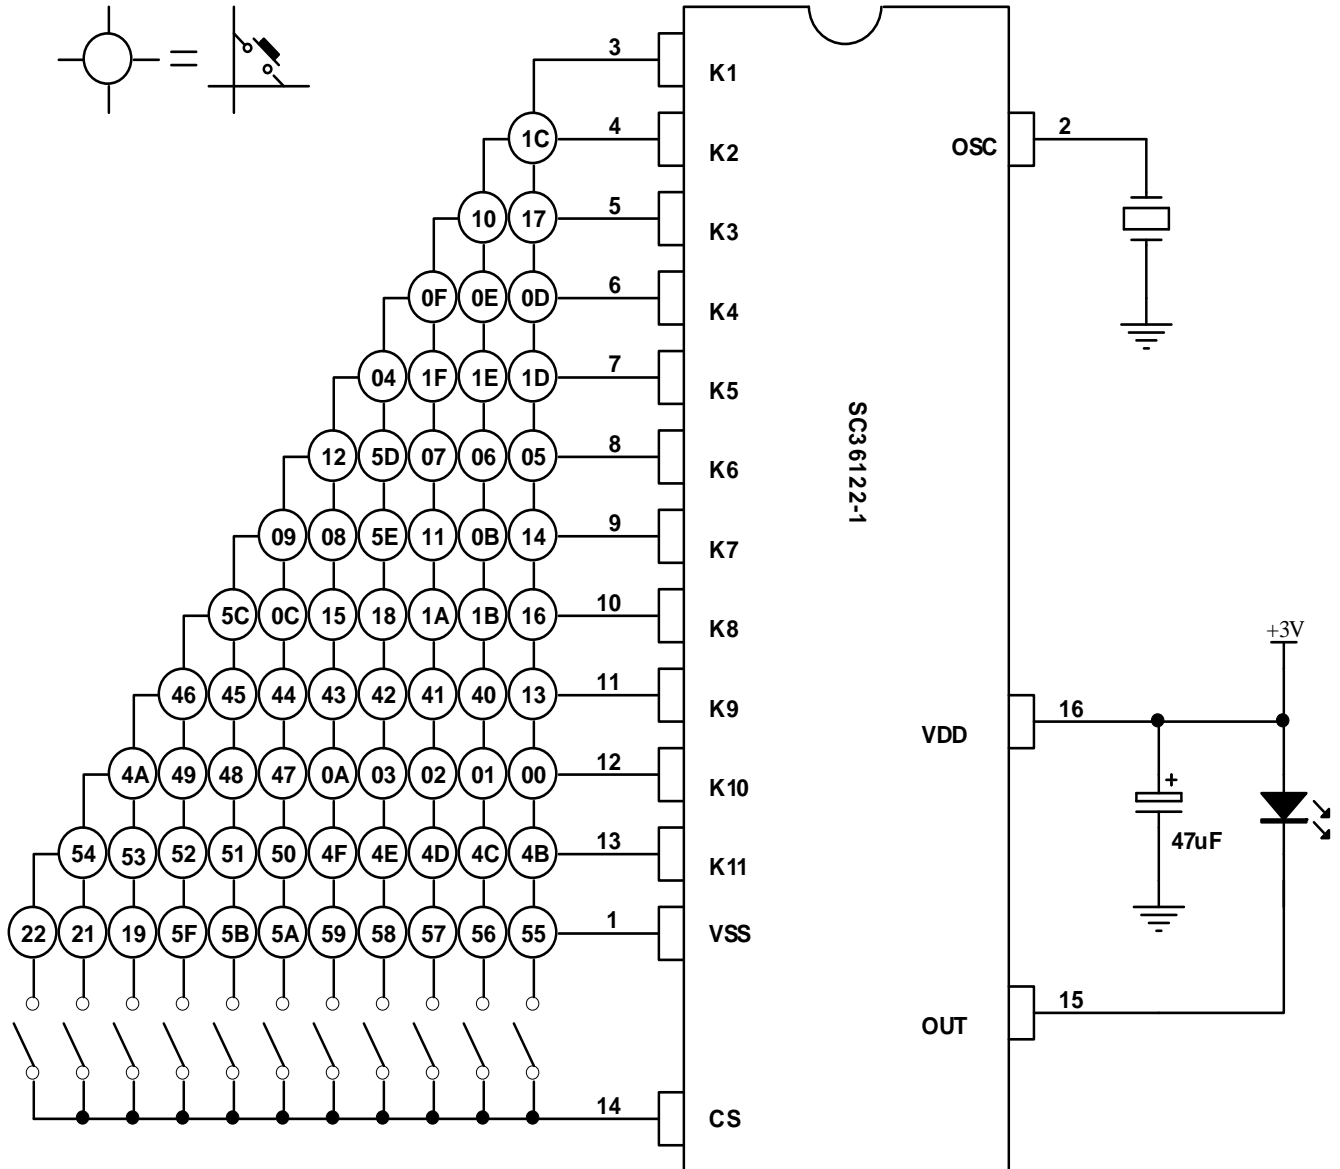 3
K1
1C 4
K2
OSC
2
10 17 5
K3
0F 0E 0D 6
K4
04 1F 1E 1D 7
K5
SC36122-1
12 5D 07 06 05 8
K6
09 08 5E 11 0B 14 9
K7
5C 0C 15 18 1A 1B 16 10
K8
+3V
46 45 44 43 42 41 40 13 11
K9
VDD
16
4A 49 48 47 0A 03 02 01 00 12
K10
+
47uF
54 53 52 51 50 4F 4E 4D 4C 4B 13
K11
22 21 19 5F 5B 5A 59 58 57 56 55 1
VSS
OUT
15
14
CS